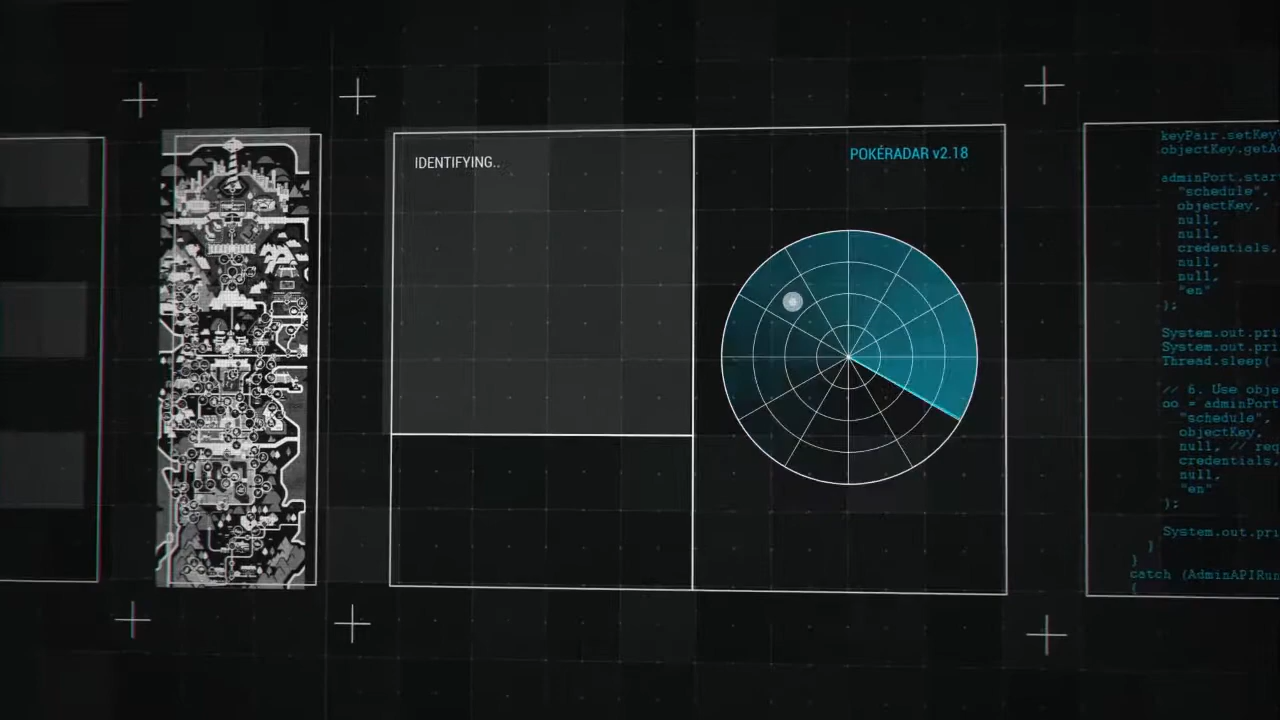 IDENTIFYING..
POKÉRADAR v2.18
keyPair.setKey
objectKey.getA
adminPort.star
"schedule",
objectKey,
null,
null,
credentials,
null,
null,
"en"
);
System.out.pri
System.out.pri
Thread.sleep(
// 6. Use obje
oo = adminPort
"schedule",
objectKey,
null, // req
credentials,
null,
"en"
);
System.out.pri
}
}
catch (AdminAPIRun
{